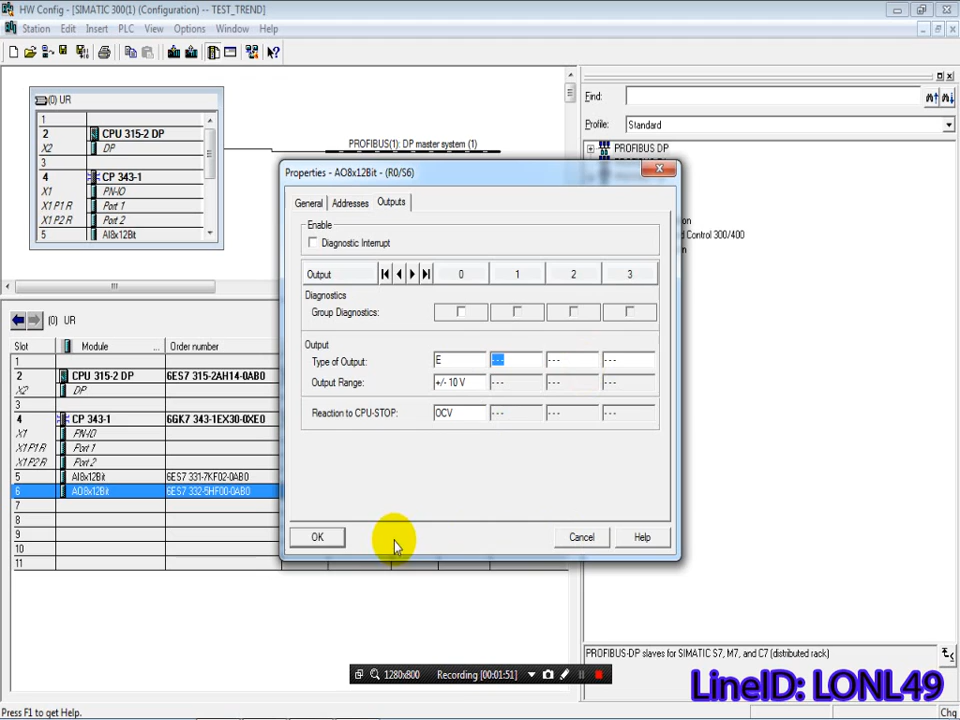 HW Config - [SIMATIC 300(1) (Configuration) -- TEST_TREND]
Station Edit Insert PLC View Options Window Help
(0) UR
1
2 CPU 315-2 DP
X2 DP
3
4 CP 343-1
X1 PN-IO
X1 P1 R Port 1
X1 P2 R Port 2
5 AI8x12Bit
PROFIBUS(1): DP master system (1)
Find:
Profile: Standard
PROFIBUS DP
and Control 300/400
Properties - AO8x12Bit - (R0/S6)
General Addresses Outputs
Enable
Diagnostic Interrupt
Output 0 1 2 3
Diagnostics
Group Diagnostics:
Output
Type of Output: E --- --- ---
Output Range: +/- 10 V --- --- ---
Reaction to CPU-STOP: OCV --- --- ---
OK Cancel Help
(0) UR
Slot Module ... Order number
1
2 CPU 315-2 DP 6ES7 315-2AH14-0AB0
X2 DP
3
4 CP 343-1 6GK7 343-1EX30-0XE0
X1 PN-IO
X1 P1 R Port 1
X1 P2 R Port 2
5 AI8x12Bit 6ES7 331-7KF02-0AB0
6 AO8x12Bit 6ES7 332-5HF00-0AB0
7
8
9
10
11
PROFIBUS-DP slaves for SIMATIC S7, M7, and C7 (distributed rack)
1280x800 Recording [00:01:51]
LineID: LONL49
Press F1 to get Help.
Chg